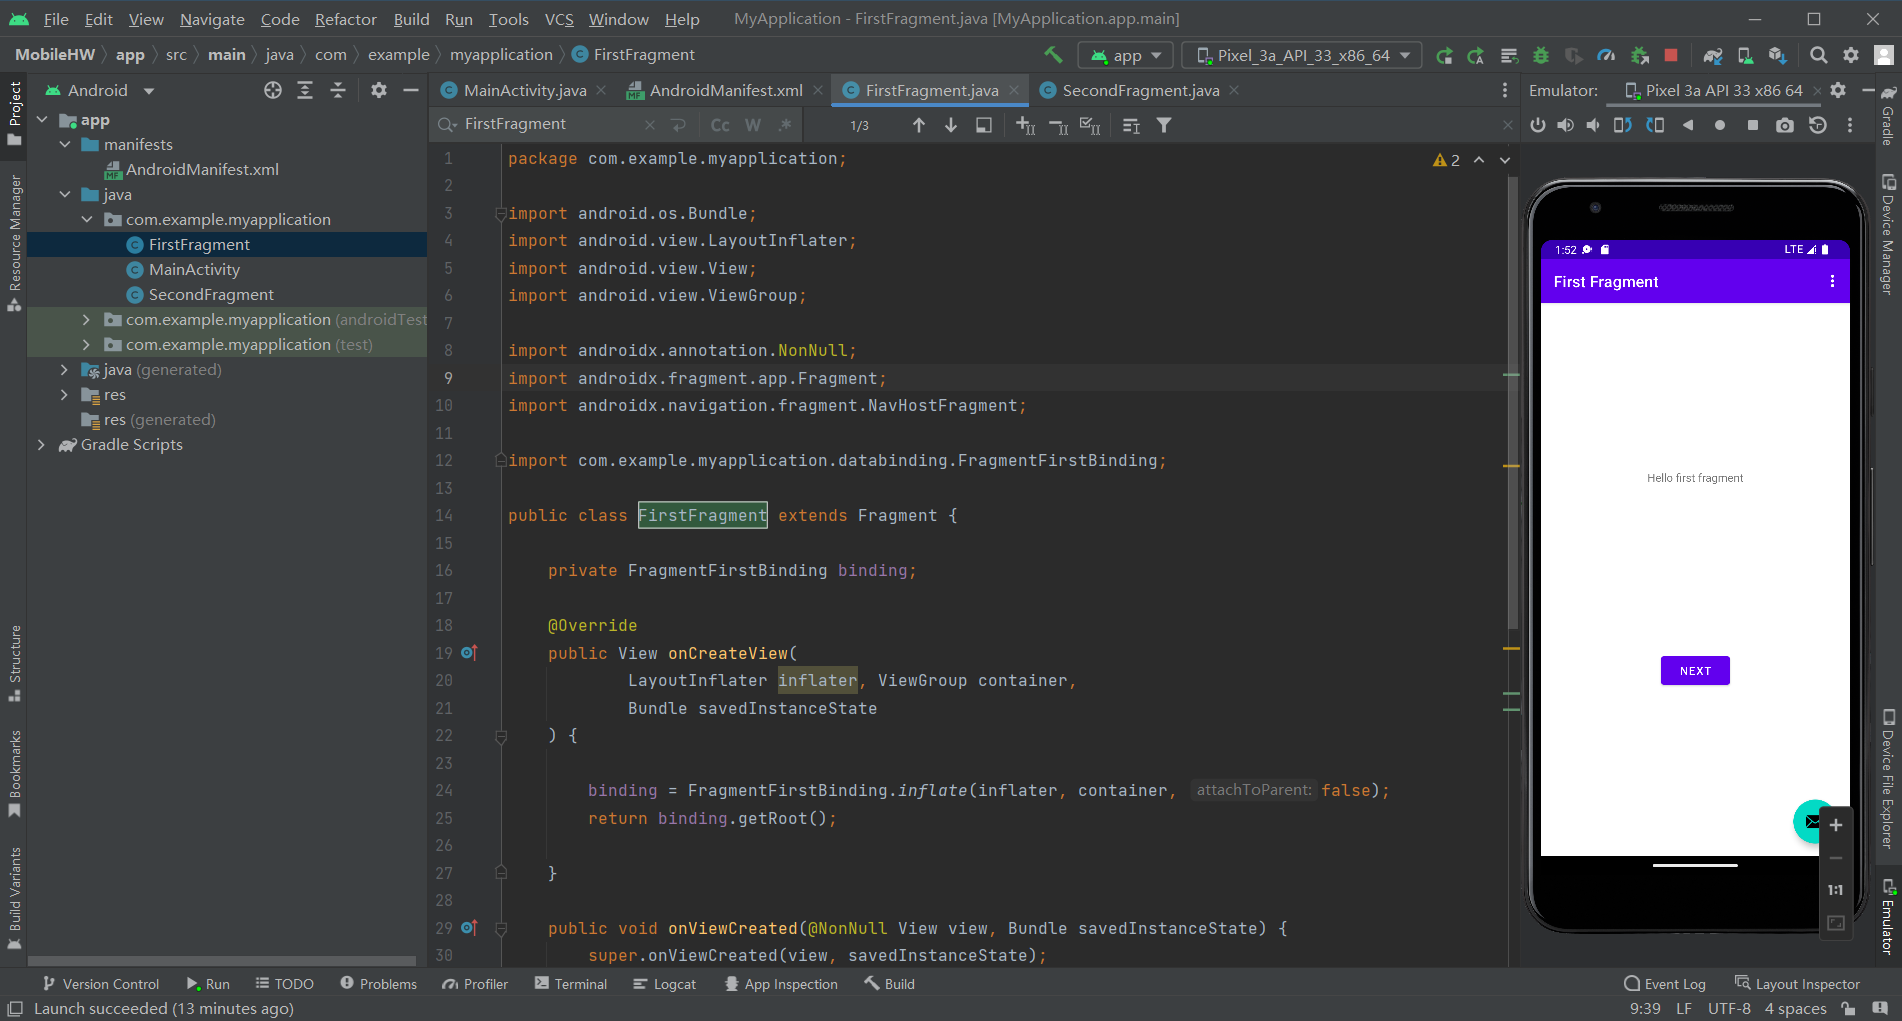 File Edit View Navigate Code Refactor Build Run Tools VCS Window Help MyApplication - FirstFragment.java [MyApplication.app.main]
MobileHW app src main java com example myapplication FirstFragment app Pixel_3a_API_33_x86_64
Project
Resource Manager
Structure
Bookmarks
Build Variants
Android
app
manifests
AndroidManifest.xml
java
com.example.myapplication
FirstFragment
MainActivity
SecondFragment
com.example.myapplication (androidTest
com.example.myapplication (test)
java (generated)
res
res (generated)
Gradle Scripts
MainActivity.java AndroidManifest.xml FirstFragment.java SecondFragment.java
FirstFragment Cc W .* 1/3
2
1 package com.example.myapplication;
2
3 import android.os.Bundle;
4 import android.view.LayoutInflater;
5 import android.view.View;
6 import android.view.ViewGroup;
7
8 import androidx.annotation.NonNull;
9 import androidx.fragment.app.Fragment;
10 import androidx.navigation.fragment.NavHostFragment;
11
12 import com.example.myapplication.databinding.FragmentFirstBinding;
13
14 public class FirstFragment extends Fragment {
15
16 private FragmentFirstBinding binding;
17
18 @Override
19 public View onCreateView(
20 LayoutInflater inflater, ViewGroup container,
21 Bundle savedInstanceState
22 ) {
23
24 binding = FragmentFirstBinding.inflate(inflater, container, attachToParent: false);
25 return binding.getRoot();
26
27 }
28
29 public void onViewCreated(@NonNull View view, Bundle savedInstanceState) {
30 super.onViewCreated(view, savedInstanceState);
Emulator: Pixel 3a API 33 x86 64
1:52 LTE
First Fragment
Hello first fragment
NEXT
1:1
Gradle
Device Manager
Device File Explorer
Emulator
Version Control Run TODO Problems Profiler Terminal Logcat App Inspection Build Event Log Layout Inspector
Launch succeeded (13 minutes ago) 9:39 LF UTF-8 4 spaces